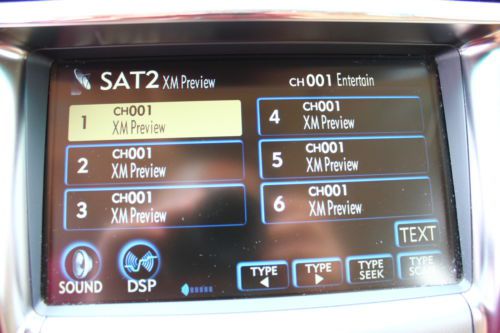 SAT2 XM Preview CH001 Entertain
1 CH001
XM Preview
2 CH001
XM Preview
3 CH001
XM Preview
4 CH001
XM Preview
5 CH001
XM Preview
6 CH001
XM Preview
TEXT
SOUND
DSP
TYPE
TYPE
TYPE
SEEK
TYPE
SCAN